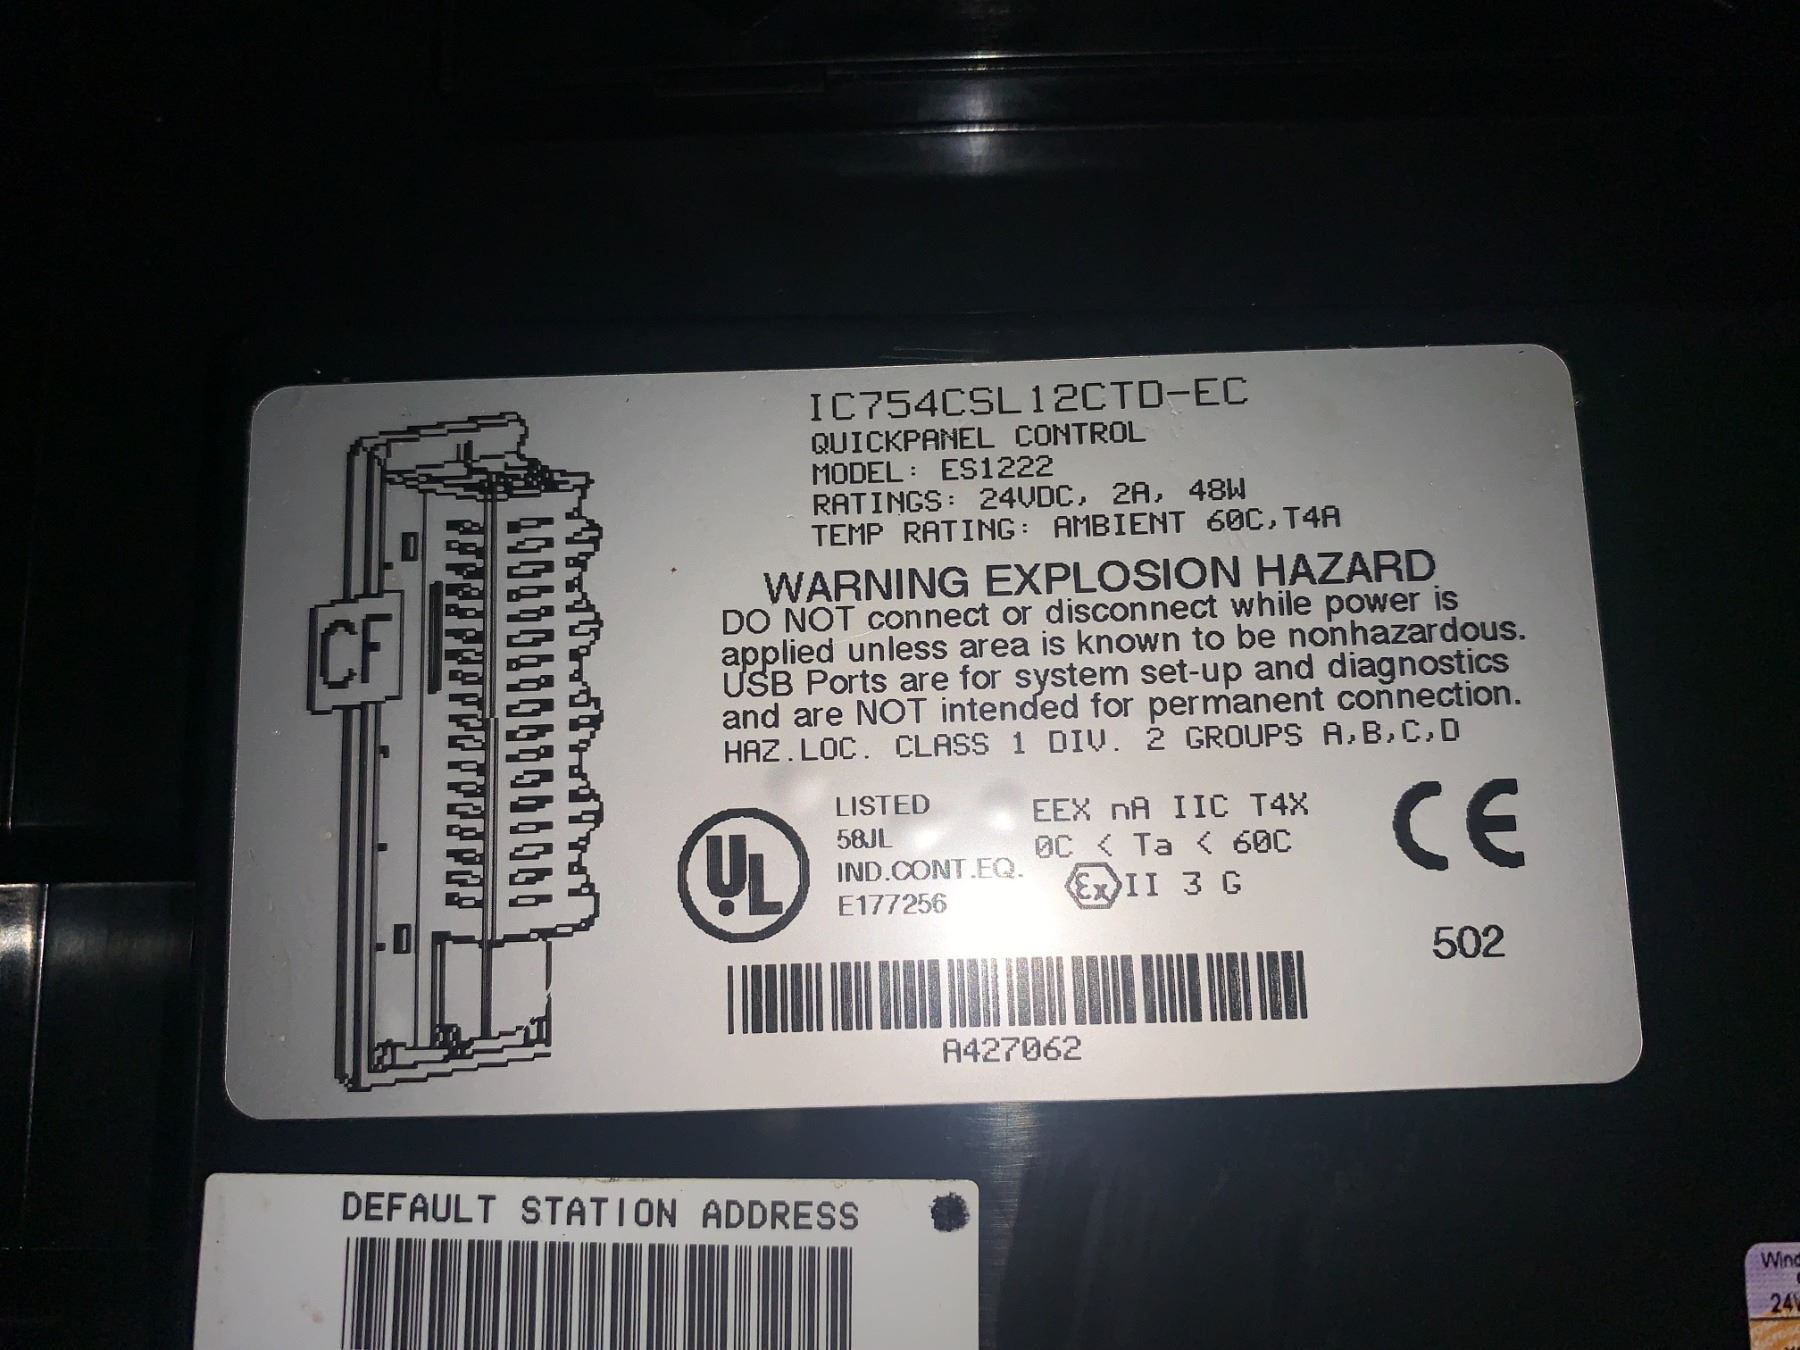 IC754CSL12CTD-EC
QUICKPANEL CONTROL
MODEL: ES1222
RATINGS: 24VDC, 2A, 48W
TEMP RATING: AMBIENT 60C,T4A
WARNING EXPLOSION HAZARD
DO NOT connect or disconnect while power is
applied unless area is known to be nonhazardous.
USB Ports are for system set-up and diagnostics
and are NOT intended for permanent connection.
HAZ.LOC. CLASS 1 DIV. 2 GROUPS A,B,C,D
CF
UL
LISTED
58JL
IND.CONT.EQ.
E177256
EEX nA IIC T4X
0C < Ta < 60C
Ex II 3 G
CE
502
A427062
DEFAULT STATION ADDRESS